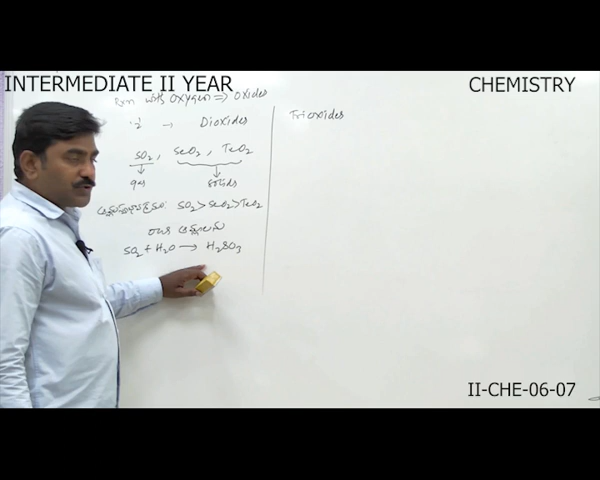 INTERMEDIATE II YEAR
CHEMISTRY
Rxn with oxygen => oxides
'2' → Dioxides
SO₂, SeO₂, TeO₂
gas solids
SO₂ > SeO₂ > TeO₂
SO₂ + H₂O → H₂SO₃
Trioxides
II-CHE-06-07